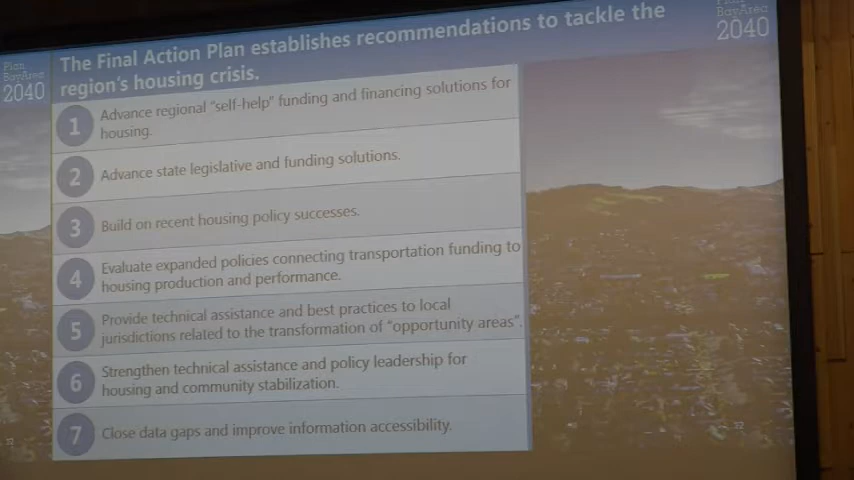 Plan
BayArea
2040
The Final Action Plan establishes recommendations to tackle the
region's housing crisis.
Plan
BayArea
2040
1 Advance regional "self-help" funding and financing solutions for
housing.
2 Advance state legislative and funding solutions.
3 Build on recent housing policy successes.
4 Evaluate expanded policies connecting transportation funding to
housing production and performance.
5 Provide technical assistance and best practices to local
jurisdictions related to the transformation of "opportunity areas".
6 Strengthen technical assistance and policy leadership for
housing and community stabilization.
7 Close data gaps and improve information accessibility.